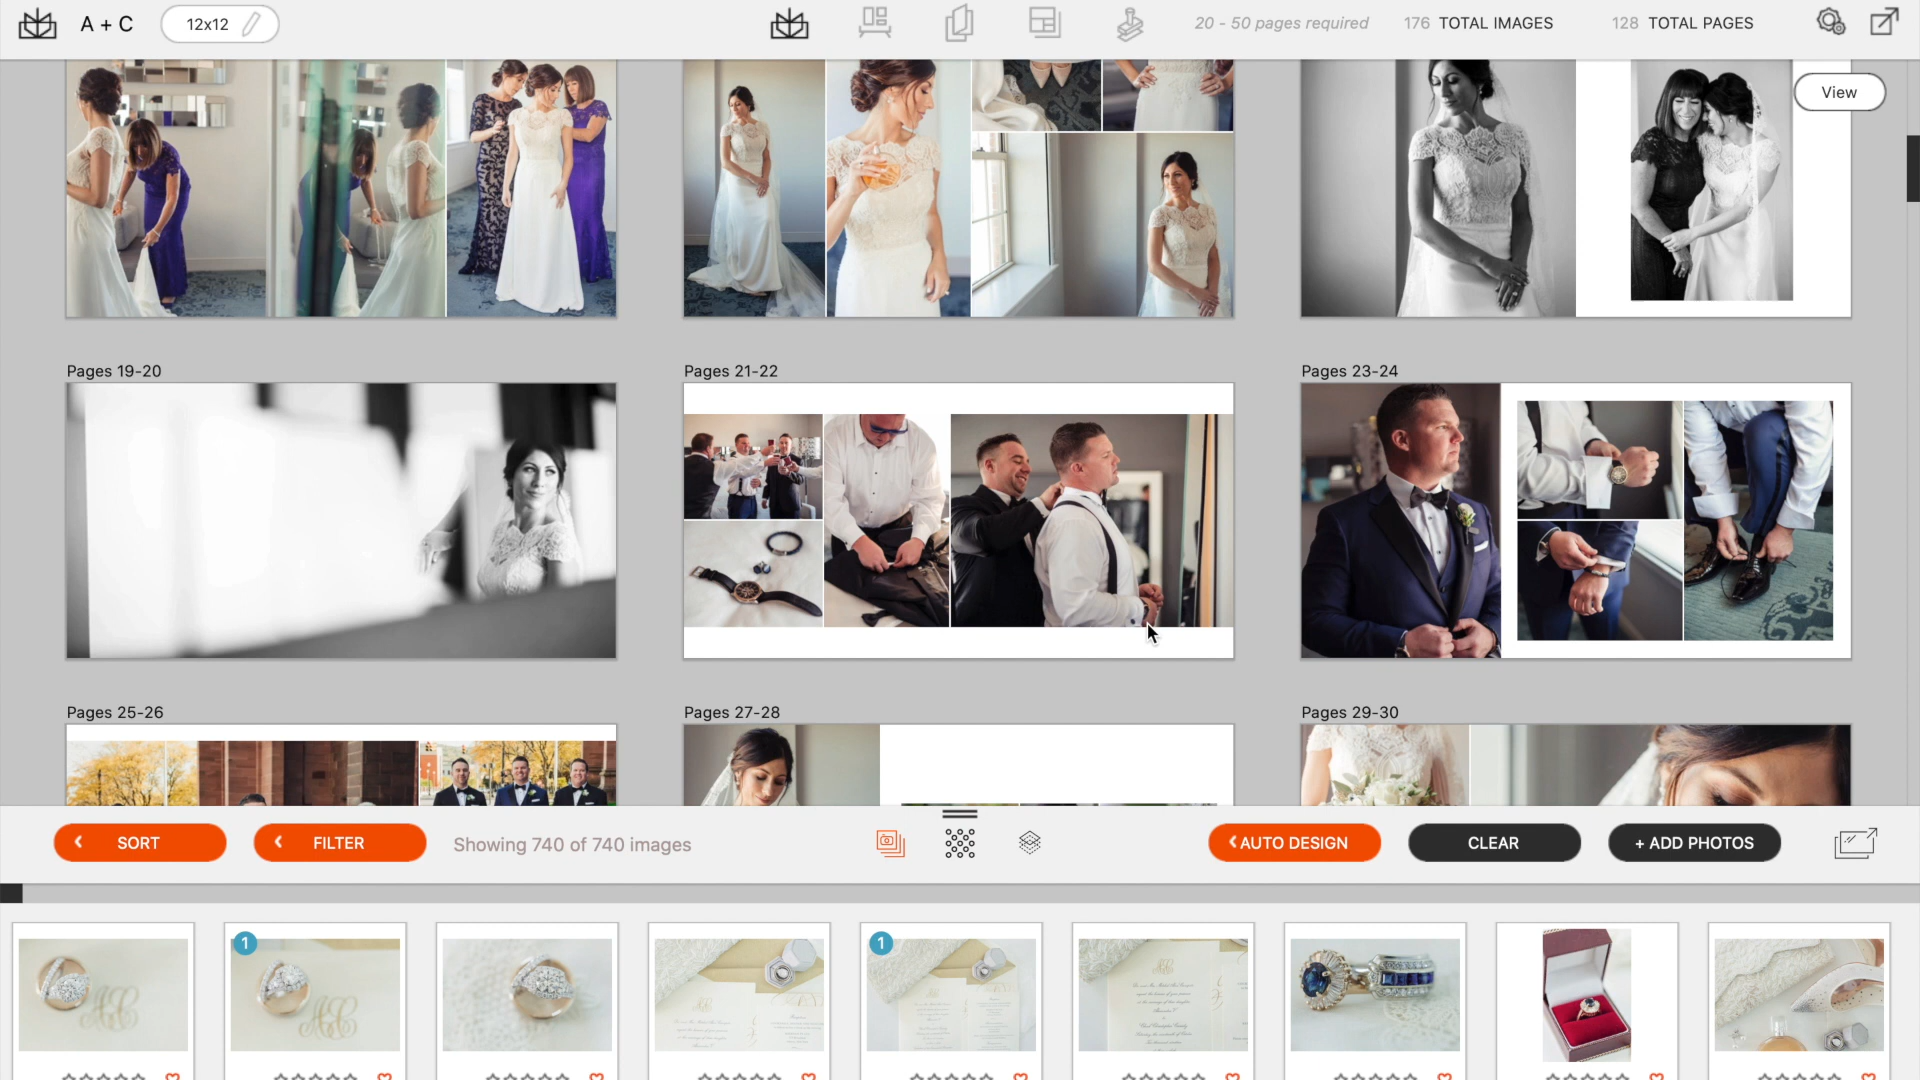 A + C
12x12
20 - 50 pages required
176 TOTAL IMAGES
128 TOTAL PAGES
View
Pages 19-20
Pages 21-22
Pages 23-24
Pages 25-26
Pages 27-28
Pages 29-30
SORT
FILTER
Showing 740 of 740 images
AUTO DESIGN
CLEAR
+ ADD PHOTOS
1
1